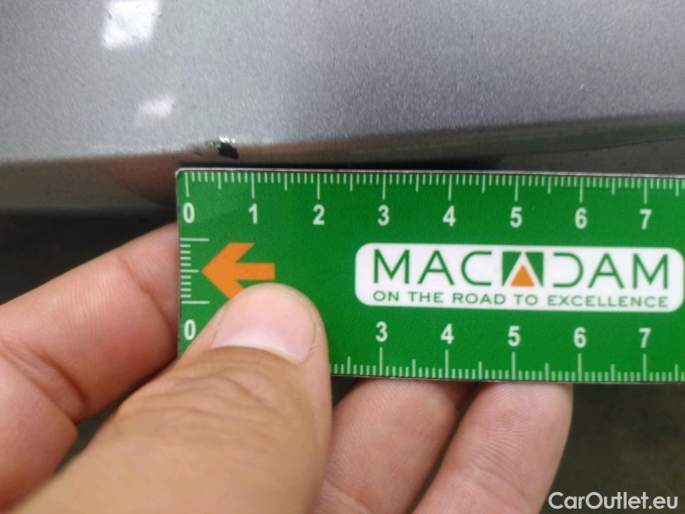 0 1 2 3 4 5 6 7
MACADAM
ON THE ROAD TO EXCELLENCE
0 3 4 5 6 7
CarOutlet.eu